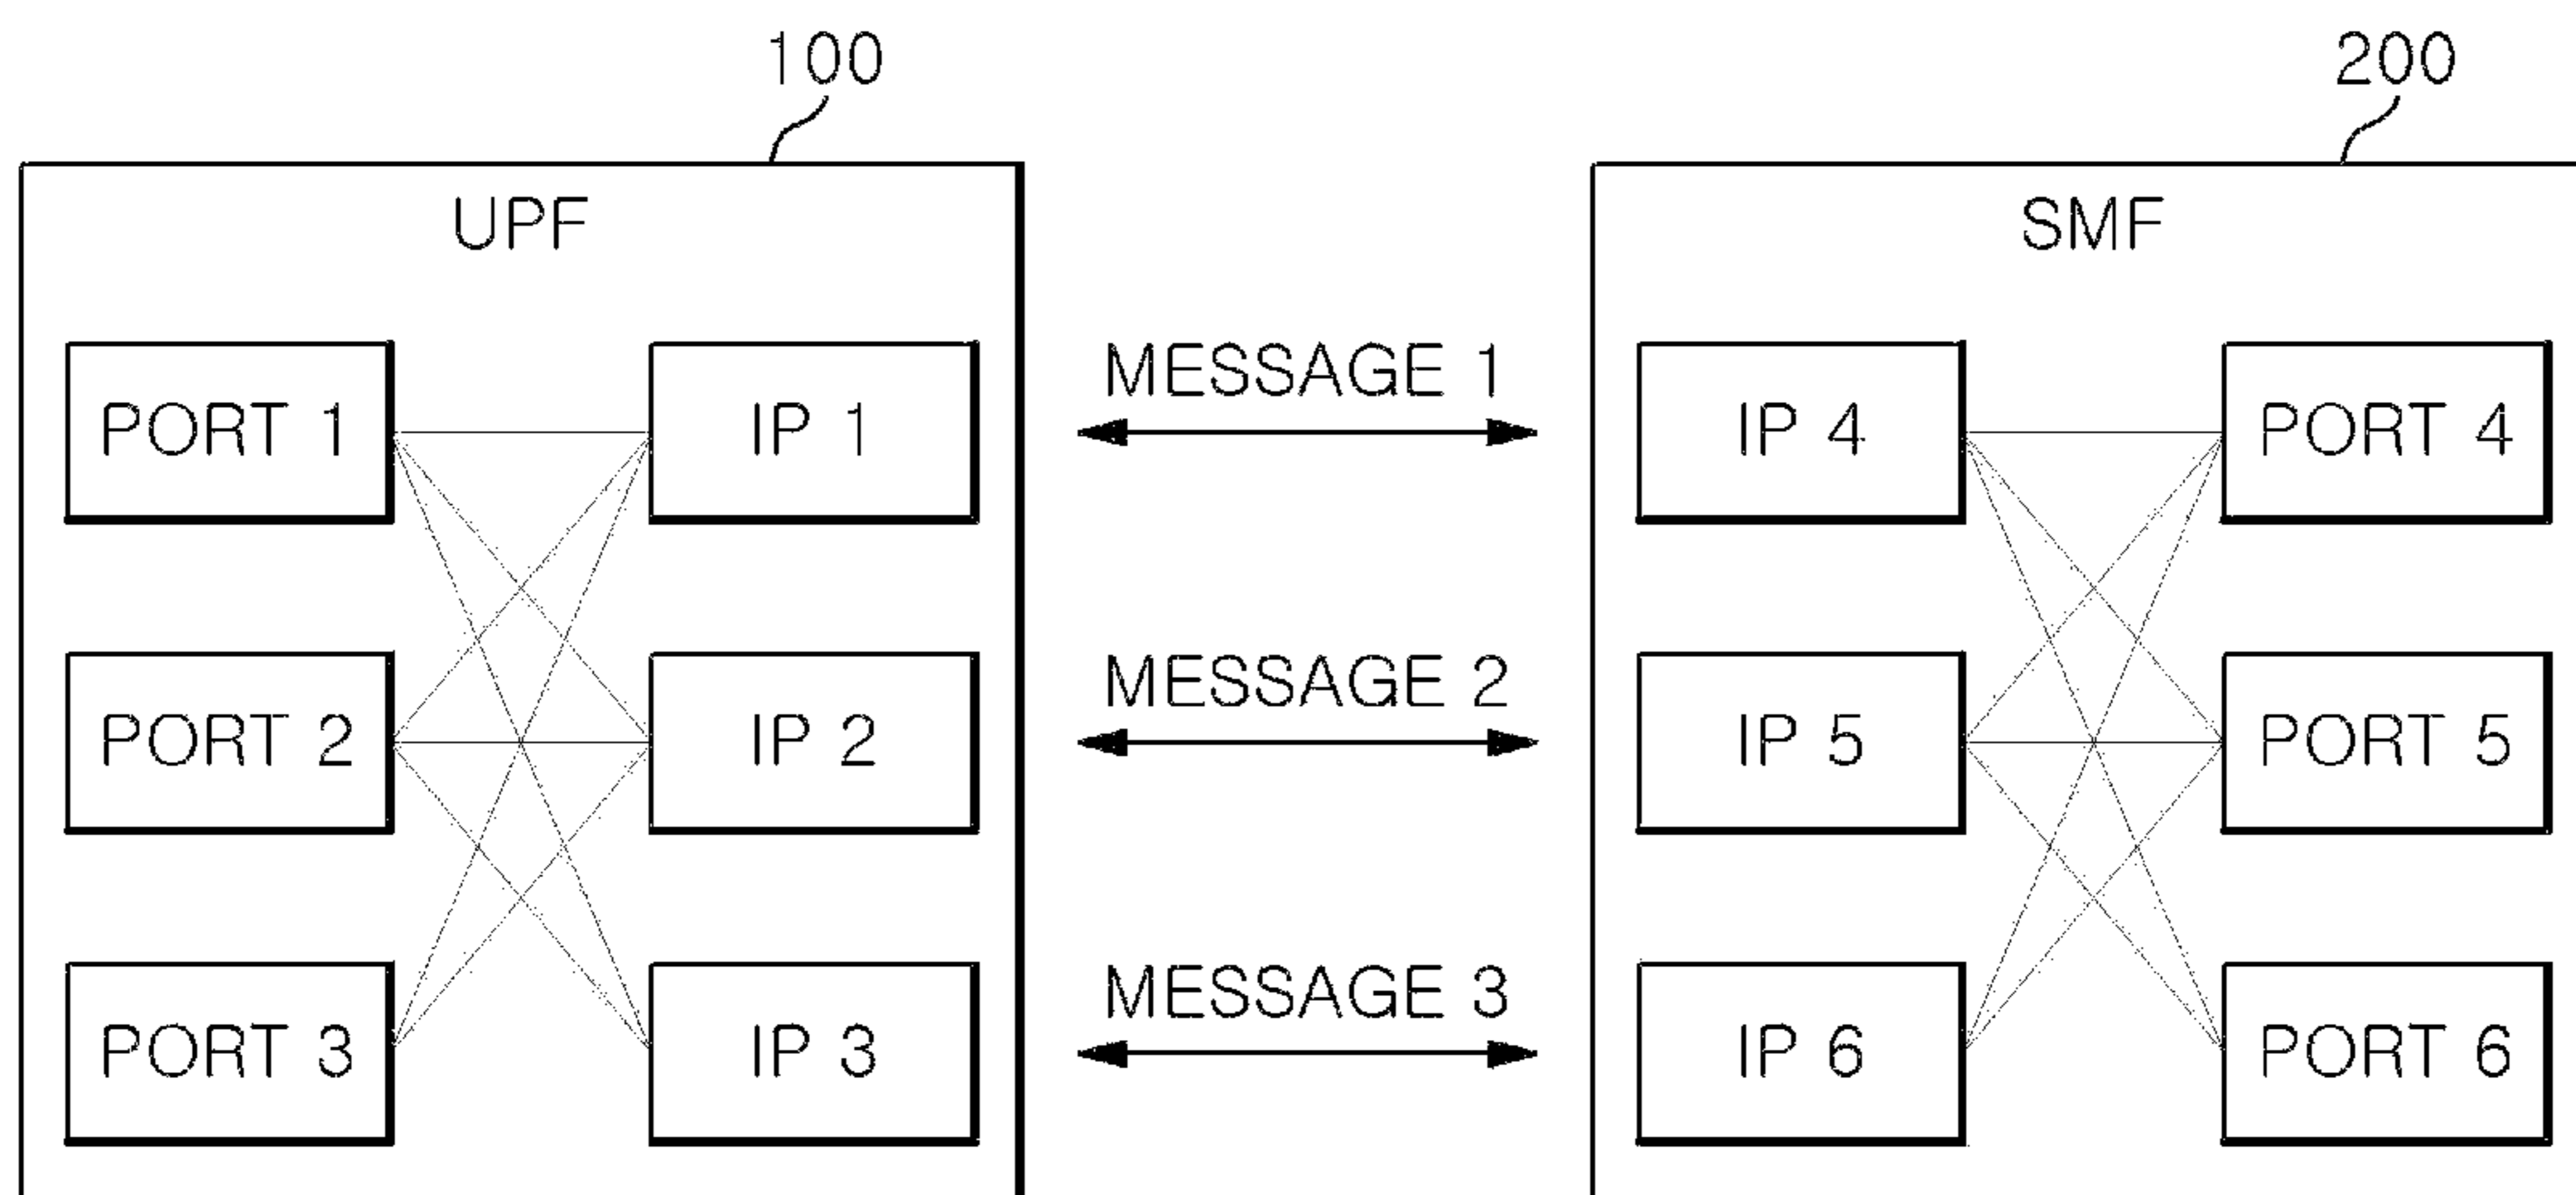 100
200
UPF
SMF
MESSAGE 1
PORT 1
IP 1
IP 4
PORT 4
MESSAGE 2
PORT 2
IP 2
IP 5
PORT 5
MESSAGE 3
PORT 3
IP 3
IP 6
PORT 6